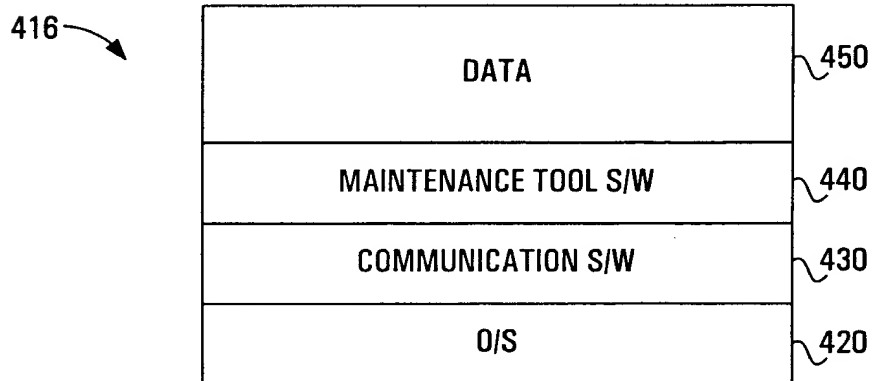 416
DATA
450
MAINTENANCE TOOL S/W
440
COMMUNICATION S/W
430
O/S
420